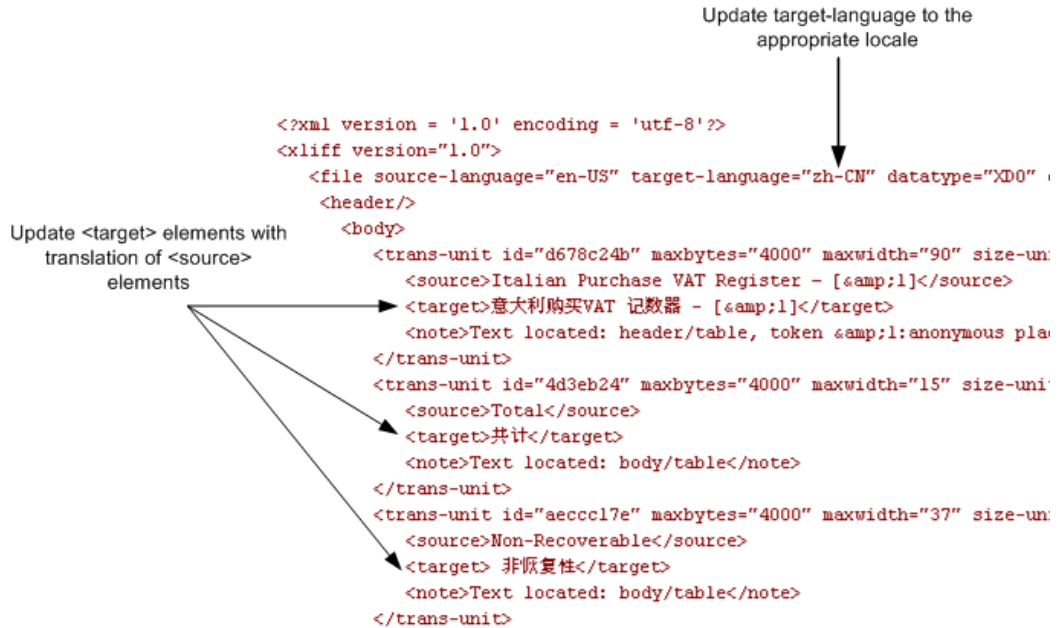 Update target-language to the
appropriate locale
<?xml version = '1.0' encoding = 'utf-8'?>
<xliff version="1.0">
<file source-language="en-US" target-language="zh-CN" datatype="XDO"
<header/>
<body>
Update <target> elements with
translation of <source>
elements
<trans-unit id="d678c24b" maxbytes="4000" maxwidth="90" size-uni
<source>Italian Purchase VAT Register - [&amp;l]</source>
<target>意大利购买VAT 记数器 - [&amp;l]</target>
<note>Text located: header/table, token &amp;l:anonymous plac
</trans-unit>
<trans-unit id="4d3eb24" maxbytes="4000" maxwidth="15" size-unit
<source>Total</source>
<target>共计</target>
<note>Text located: body/table</note>
</trans-unit>
<trans-unit id="aeccc17e" maxbytes="4000" maxwidth="37" size-uni
<source>Non-Recoverable</source>
<target> 非恢复性</target>
<note>Text located: body/table</note>
</trans-unit>